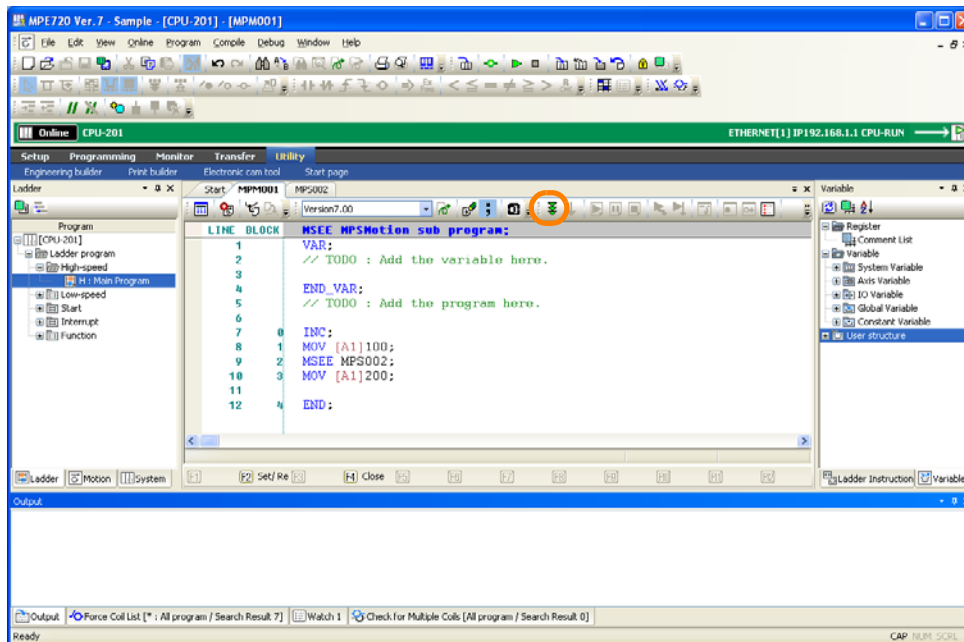 MPE720 Ver. 7 - Sample - [CPU-201] - [MPM001]
File Edit View Online Program Compile Debug Window Help
Online CPU-201 ETHERNET[1] IP192.168.1.1 CPU-RUN
Setup Programming Monitor Transfer Utility
Engineering builder Print builder Electronic cam tool Start page
Ladder
Program
[CPU-201]
Ladder program
High-speed
H : Main Program
Low-speed
Start
Interrupt
Function
Ladder Motion System
Start MPM001 MPS002
Version7.00
LINE BLOCK MSEE MPSMotion sub program;
1 VAR;
2 // TODO : Add the variable here.
3
4 END_VAR;
5 // TODO : Add the program here.
6
7 0 INC;
8 1 MOV [A1]100;
9 2 MSEE MPS002;
10 3 MOV [A1]200;
11
12 4 END;
F1 F2 Set/Re F3 F4 Close F5 F6 F7 F8 F9
Variable
Register
Comment List
Variable
System Variable
Axis Variable
IO Variable
Global Variable
Constant Variable
User structure
Ladder Instruction Variable
Output
Output Force Coil List [* : All program / Search Result 7] Watch 1 Check for Multiple Coils [All program / Search Result 0]
Ready CAP NUM SCRL